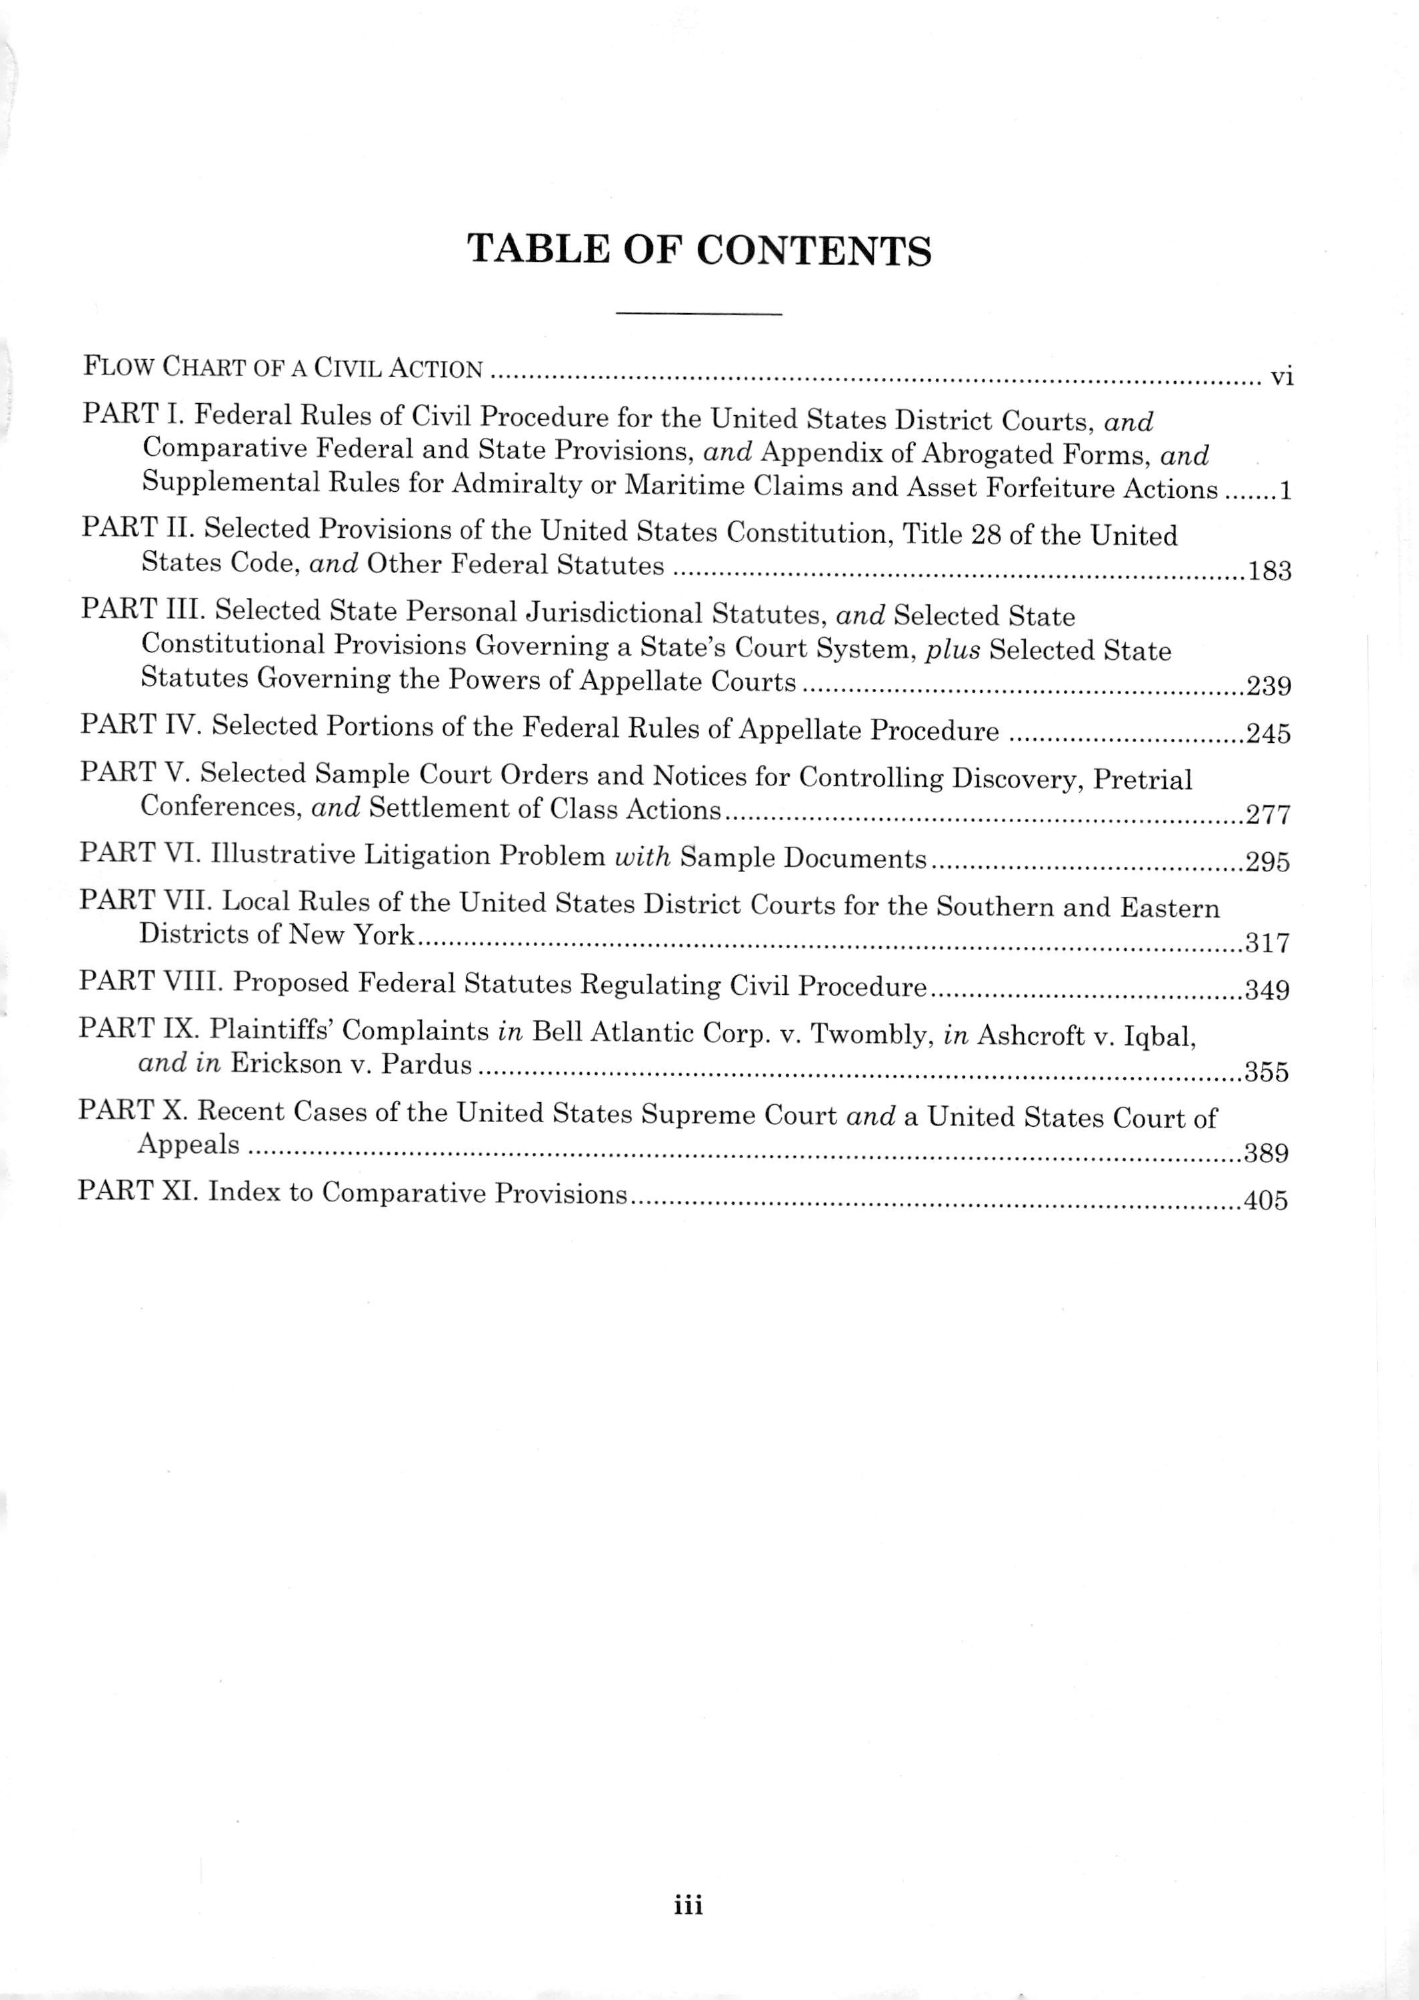 TABLE OF CONTENTS
FLOW CHART OF A CIVIL ACTION ........................................ vi
PART I. Federal Rules of Civil Procedure for the United States District Courts, and
Comparative Federal and State Provisions, and Appendix of Abrogated Forms, and
Supplemental Rules for Admiralty or Maritime Claims and Asset Forfeiture Actions .......1
PART II. Selected Provisions of the United States Constitution, Title 28 of the United
States Code, and Other Federal Statutes ........................................183
PART III. Selected State Personal Jurisdictional Statutes, and Selected State
Constitutional Provisions Governing a State's Court System, plus Selected State
Statutes Governing the Powers of Appellate Courts ........................................239
PART IV. Selected Portions of the Federal Rules of Appellate Procedure ...............................245
PART V. Selected Sample Court Orders and Notices for Controlling Discovery, Pretrial
Conferences, and Settlement of Class Actions........................................277
PART VI. Illustrative Litigation Problem with Sample Documents........................................295
PART VII. Local Rules of the United States District Courts for the Southern and Eastern
Districts of New York........................................317
PART VIII. Proposed Federal Statutes Regulating Civil Procedure........................................349
PART IX. Plaintiffs' Complaints in Bell Atlantic Corp. v. Twombly, in Ashcroft v. Iqbal,
and in Erickson v. Pardus ........................................355
PART X. Recent Cases of the United States Supreme Court and a United States Court of
Appeals ........................................389
PART XI. Index to Comparative Provisions........................................405
iii